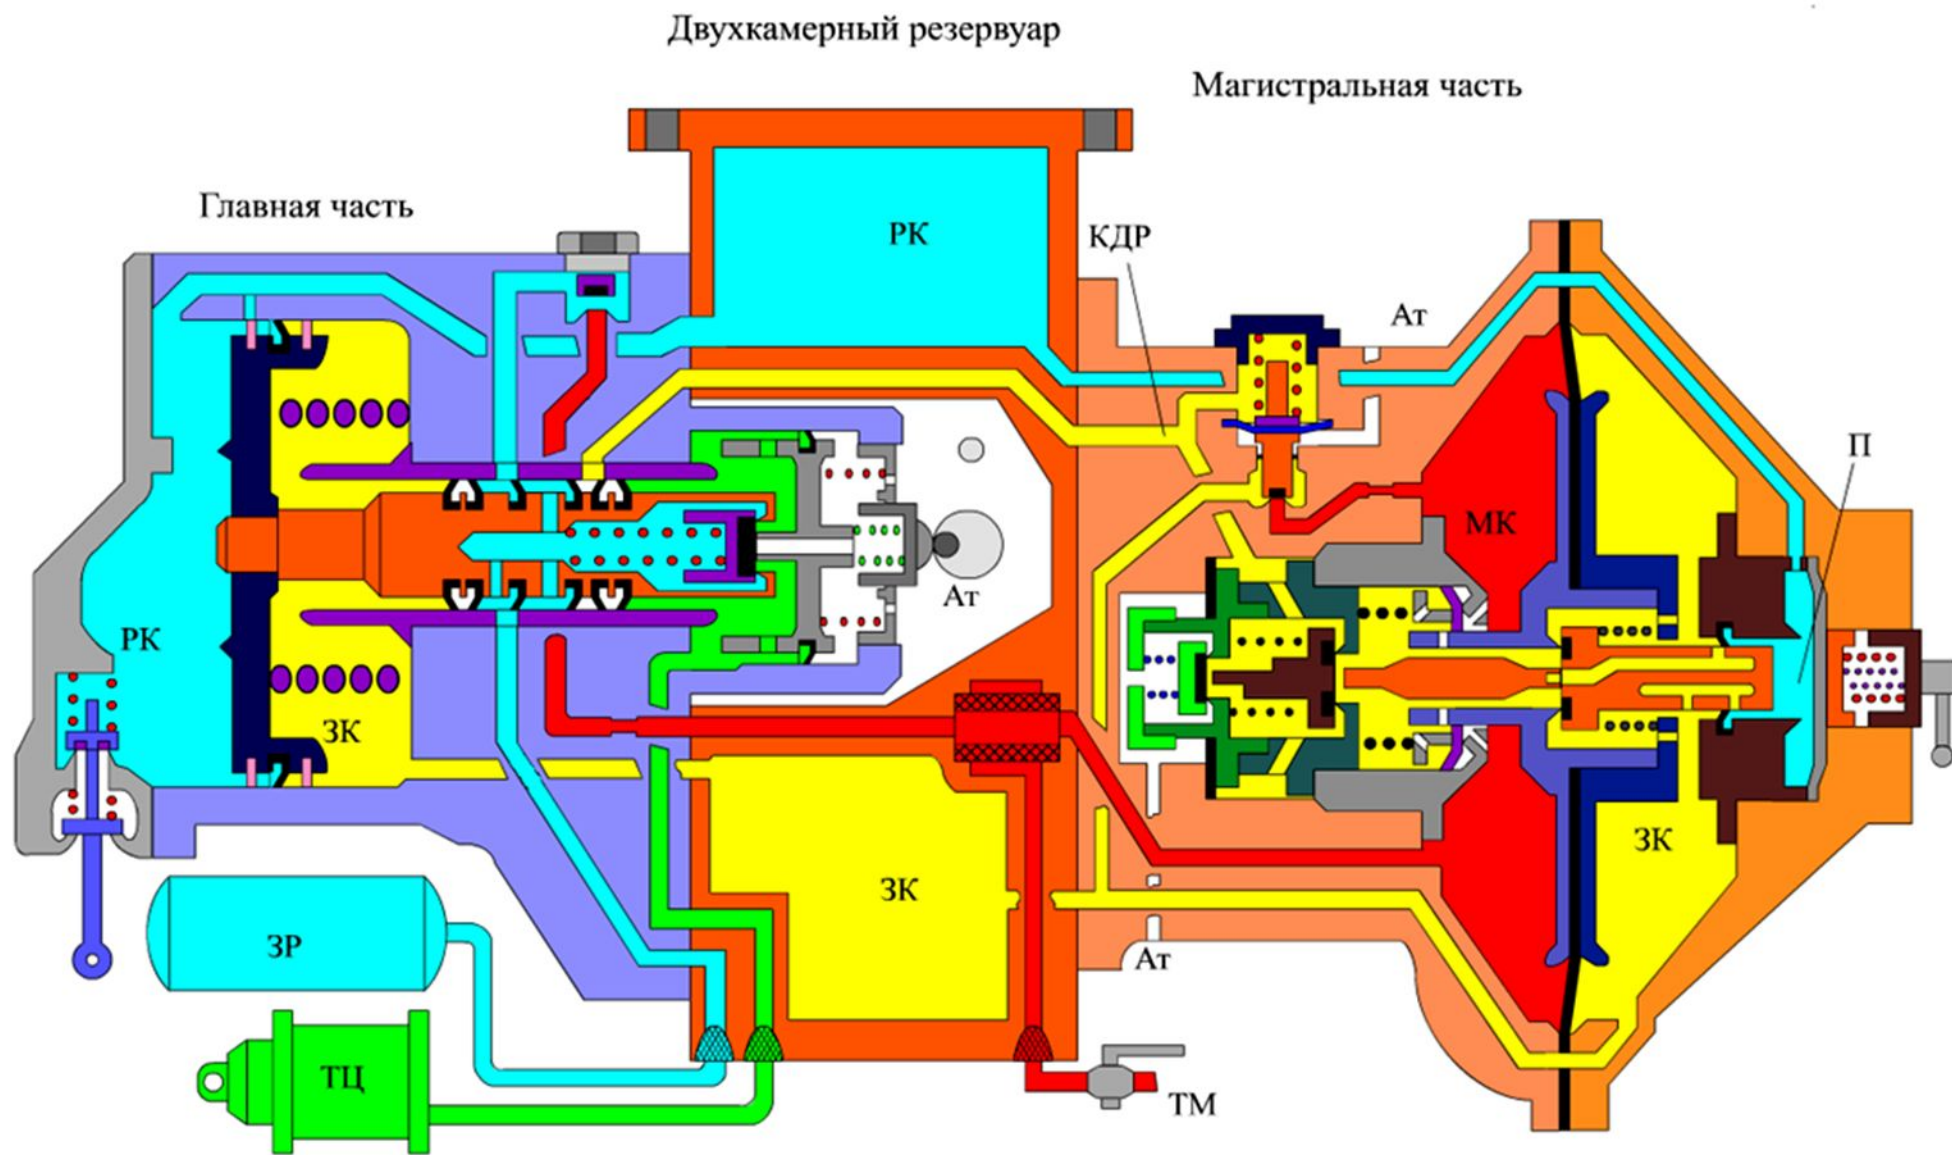 Двухкамерный резервуар
Магистральная часть
Главная часть
РК
КДР
Ат
П
МК
Ат
РК
ЗК
ЗК
ЗК
ЗР
Ат
ТЦ
ТМ